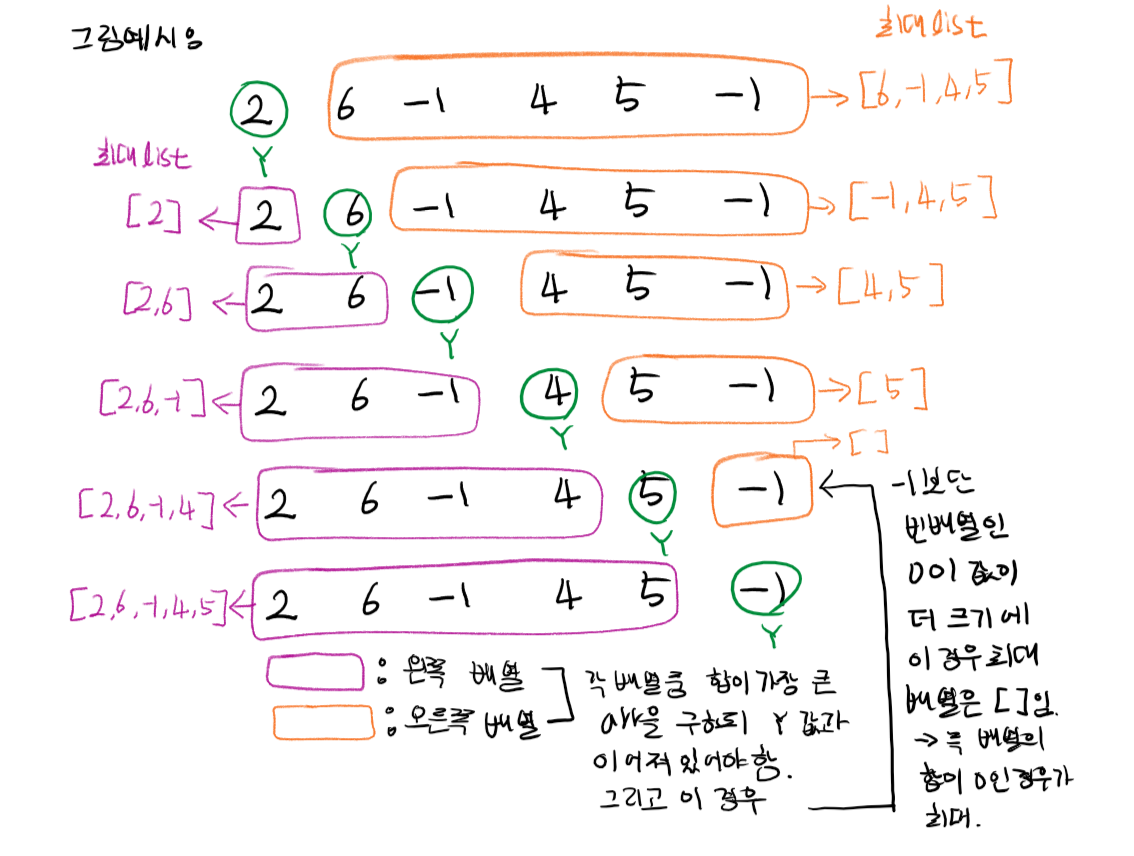 그림예시임
최대 list
2 6 -1 4 5 -1 → [6,-1,4,5]
Y
최대 list
[2] ← 2 6 -1 4 5 -1 → [-1,4,5]
Y
[2,6] ← 2 6 -1 4 5 -1 → [4,5]
Y
[2,6,-1] ← 2 6 -1 4 5 -1 → [5]
Y
→ [ ]
[2,6,-1,4] ← 2 6 -1 4 5 -1
Y
[2,6,-1,4,5] ← 2 6 -1 4 5 -1
Y
: 왼쪽 배열
: 오른쪽 배열
각 배열중 합이 가장 큰
arr을 구하되 Y 값과
이어져 있어야 함.
그리고 이 경우
-1보단
빈배열인
0이 값이
더 크기에
이 경우 최대
배열은 [ ]임.
→ 즉 배열의
합이 0인 경우가
최대.